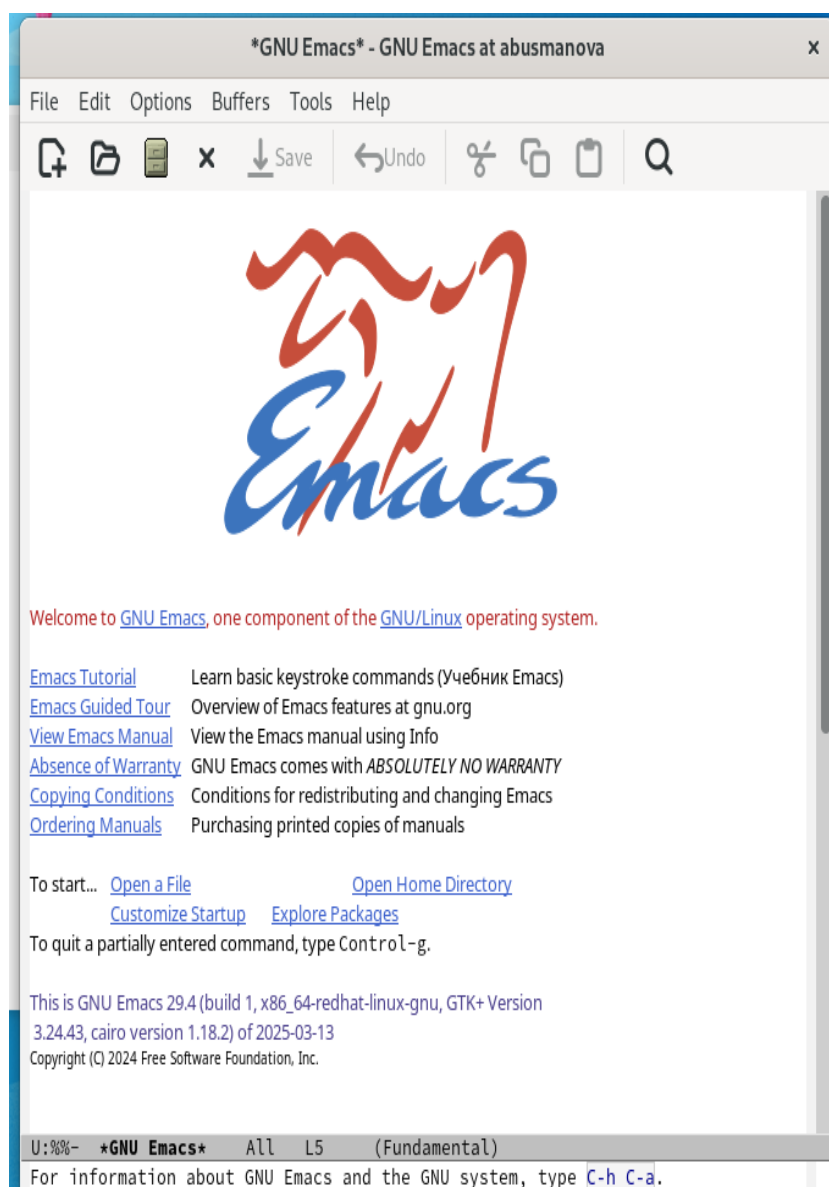 *GNU Emacs* - GNU Emacs at abusmanova
File Edit Options Buffers Tools Help
Save Undo
Emacs
Welcome to GNU Emacs, one component of the GNU/Linux operating system.
Emacs Tutorial Learn basic keystroke commands (Учебник Emacs)
Emacs Guided Tour Overview of Emacs features at gnu.org
View Emacs Manual View the Emacs manual using Info
Absence of Warranty GNU Emacs comes with ABSOLUTELY NO WARRANTY
Copying Conditions Conditions for redistributing and changing Emacs
Ordering Manuals Purchasing printed copies of manuals
To start... Open a File Open Home Directory
Customize Startup Explore Packages
To quit a partially entered command, type Control-g.
This is GNU Emacs 29.4 (build 1, x86_64-redhat-linux-gnu, GTK+ Version
3.24.43, cairo version 1.18.2) of 2025-03-13
Copyright (C) 2024 Free Software Foundation, Inc.
U:%%- *GNU Emacs* All L5 (Fundamental)
For information about GNU Emacs and the GNU system, type C-h C-a.